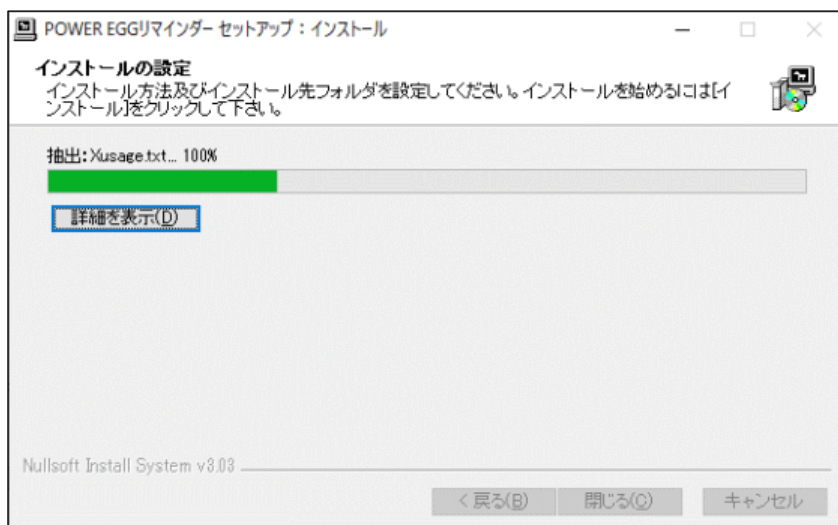 POWER EGGリマインダー セットアップ：インストール
インストールの設定
インストール方法及びインストール先フォルダを設定してください。インストールを始めるには[イ
ンストール]をクリックして下さい。
抽出: Xusage.txt... 100%
詳細を表示(D)
Nullsoft Install System v3.03
< 戻る(B)
閉じる(C)
キャンセル